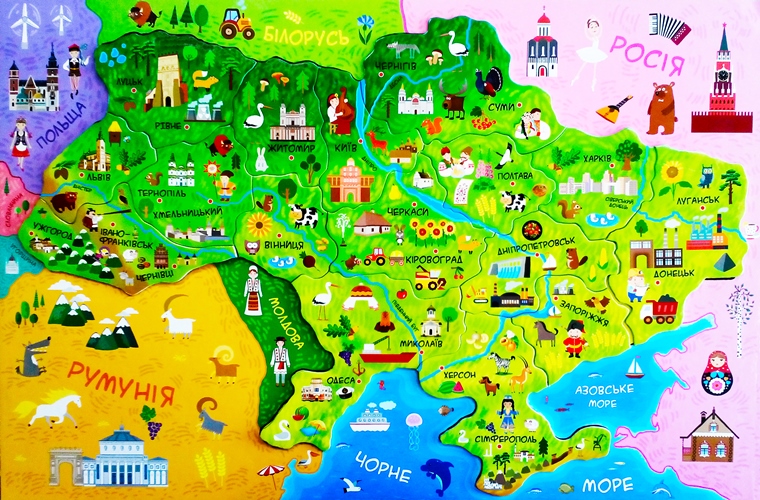 БІЛОРУСЬ
РОСІЯ
ПОЛЬЩА
ЧЕРНІГІВ
ЛУЦЬК
РІВНЕ
СУМИ
ЖИТОМИР
КИЇВ
ЛЬВІВ
ТЕРНОПІЛЬ
ПОЛТАВА
ХАРКІВ
ЛУГАНСЬК
ХМЕЛЬНИЦЬКИЙ
ЧЕРКАСИ
УЖГОРОД
ІВАНО-
ФРАНКІВСЬК
ВІННИЦЯ
ДНІПРОПЕТРОВСЬК
ЧЕРНІВЦІ
КІРОВОГРАД
ДОНЕЦЬК
МОЛДОВА
ЗАПОРІЖЖЯ
МИКОЛАЇВ
РУМУНІЯ
ОДЕСА
ХЕРСОН
АЗОВСЬКЕ
МОРЕ
СІМФЕРОПОЛЬ
ЧОРНЕ
МОРЕ